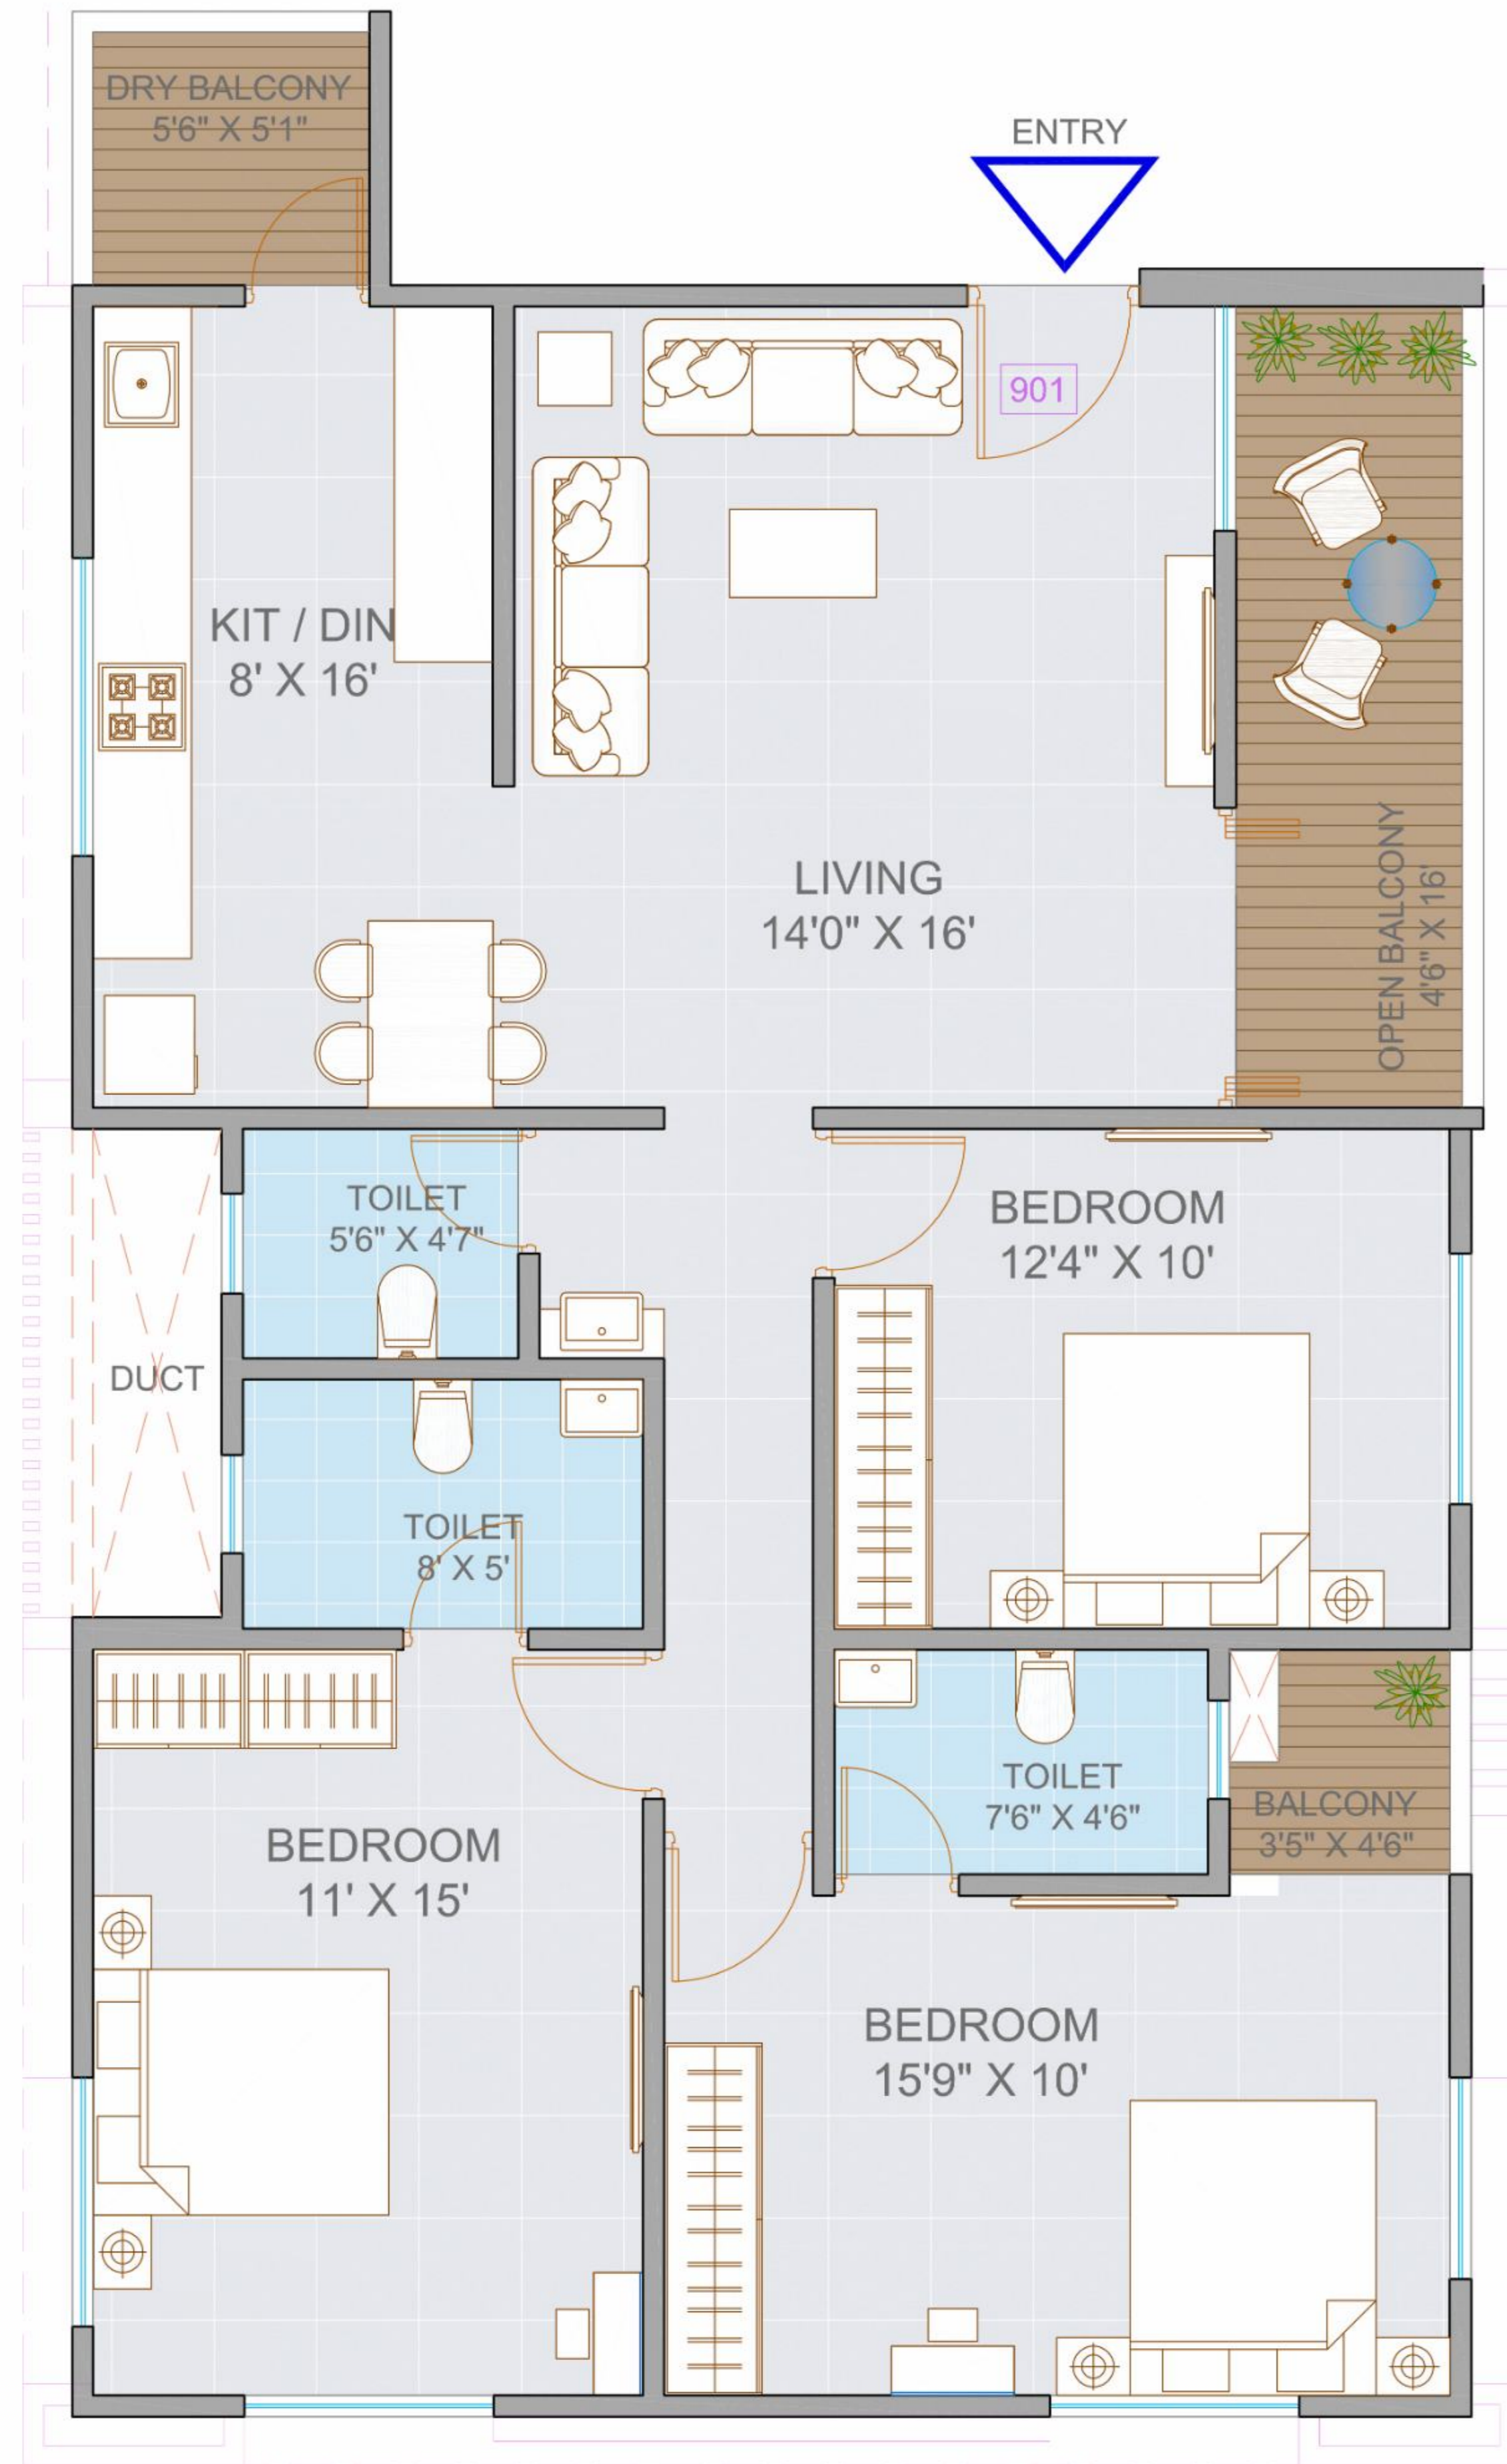 DRY BALCONY
5'6" X 5'1"
ENTRY
901
KIT / DIN
8' X 16'
LIVING
14'0" X 16'
OPEN BALCONY
4'6" X 16'
TOILET
5'6" X 4'7"
BEDROOM
12'4" X 10'
DUCT
TOILET
8' X 5'
TOILET
7'6" X 4'6"
BALCONY
3'5" X 4'6"
BEDROOM
11' X 15'
BEDROOM
15'9" X 10'